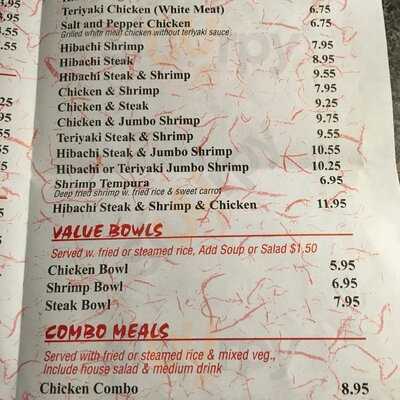 8.95
4.55
4.55
Teriyaki Chicken (White Meat) 6.75
Salt and Pepper Chicken 6.75
Grilled white meat chicken without teriyaki sauce
Hibachi Shrimp 7.95
Hibachi Steak 8.95
Hibachi Steak & Shrimp 9.55
Chicken & Shrimp 7.95
Chicken & Steak 9.25
Chicken & Jumbo Shrimp 9.75
Teriyaki Steak & Shrimp 9.55
Hibachi Steak & Jumbo Shrimp 10.55
Hibachi or Teriyaki Jumbo Shrimp 10.25
Shrimp Tempura 6.95
Deep fried shrimp w. fried rice & sweet carrot
Hibachi Steak & Shrimp & Chicken 11.95
VALUE BOWLS
Served w. fried or steamed rice, Add Soup or Salad $1.50
Chicken Bowl 5.95
Shrimp Bowl 6.95
Steak Bowl 7.95
COMBO MEALS
Served with fried or steamed rice & mixed veg.,
Include house salad & medium drink
Chicken Combo 8.95